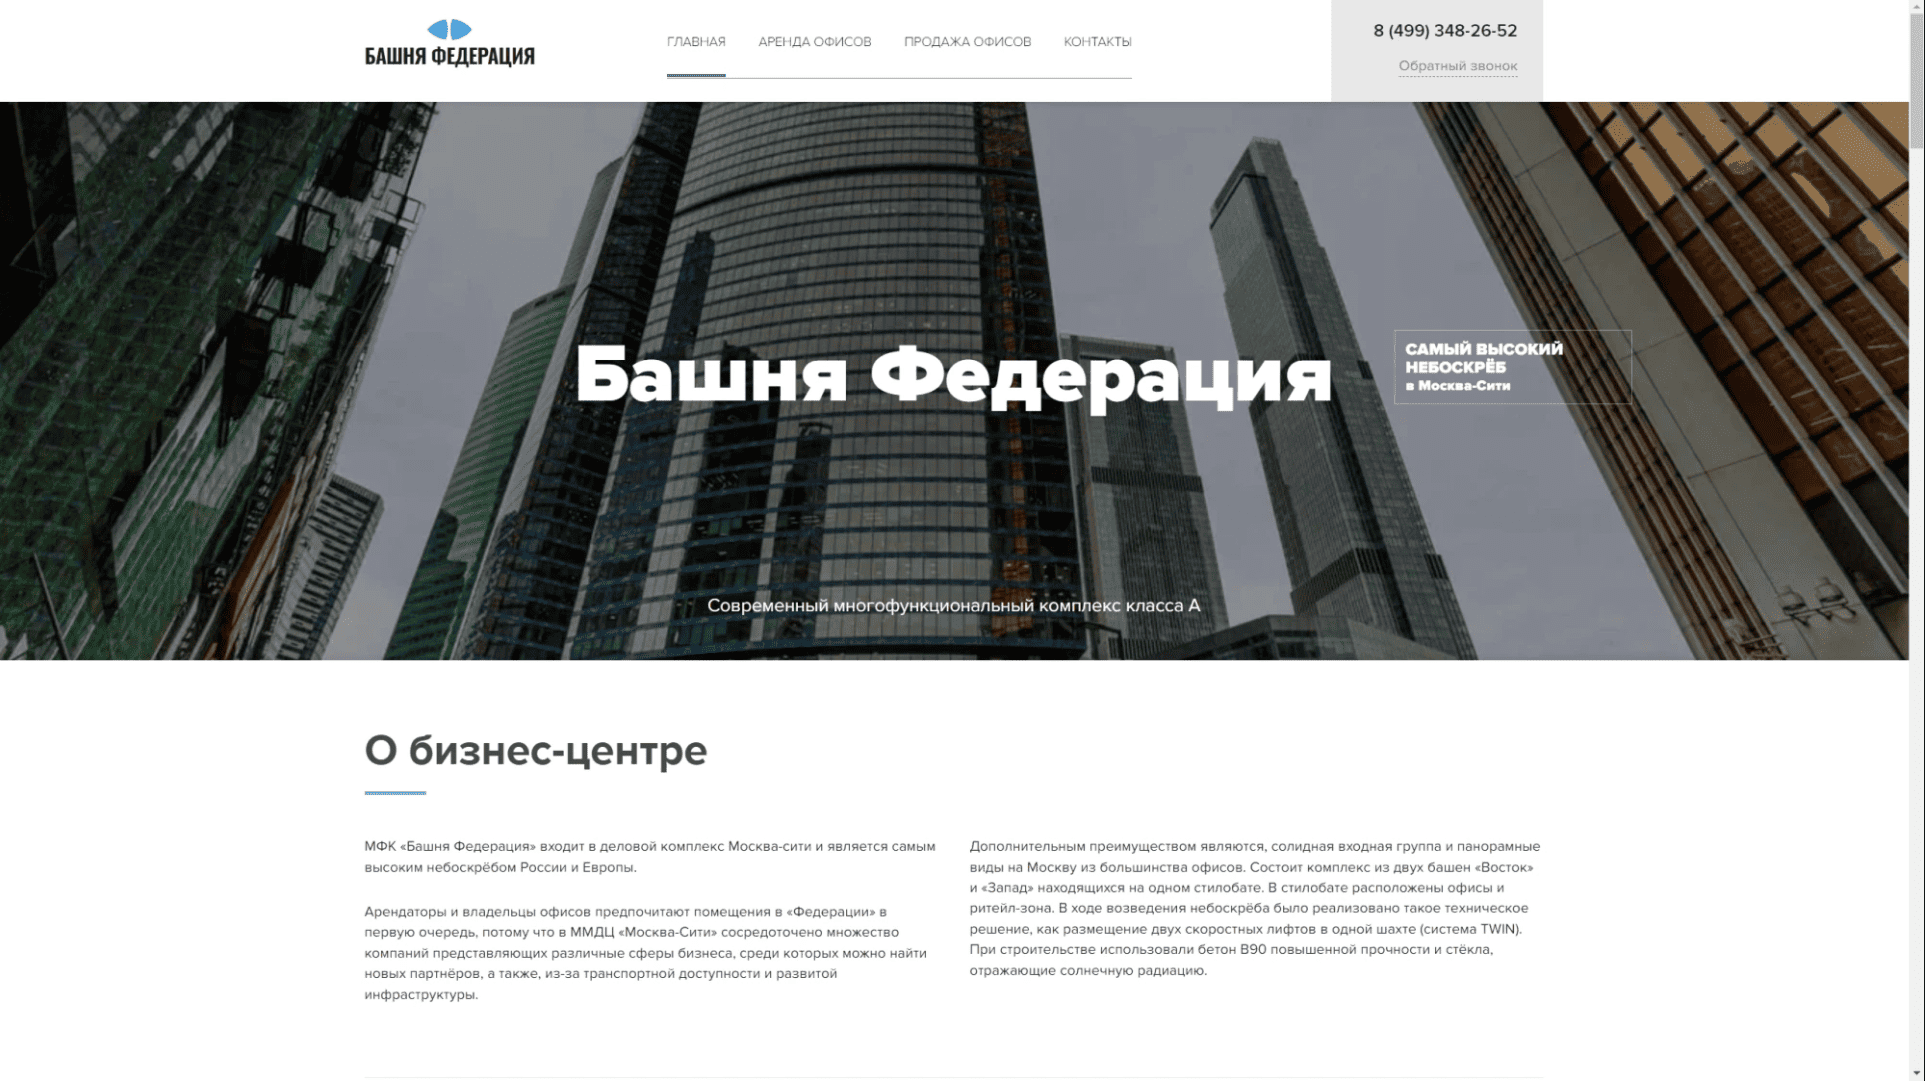 БАШНЯ ФЕДЕРАЦИЯ
ГЛАВНАЯ
АРЕНДА ОФИСОВ
ПРОДАЖА ОФИСОВ
КОНТАКТЫ
8 (499) 348-26-52
Обратный звонок
Башня Федерация
САМЫЙ ВЫСОКИЙ
НЕБОСКРЁБ
в Москва-Сити
Современный многофункциональный комплекс класса А
О бизнес-центре
МФК «Башня Федерация» входит в деловой комплекс Москва-сити и является самым
высоким небоскрёбом России и Европы.
Арендаторы и владельцы офисов предпочитают помещения в «Федерации» в
первую очередь, потому что в ММДЦ «Москва-Сити» сосредоточено множество
компаний представляющих различные сферы бизнеса, среди которых можно найти
новых партнёров, а также, из-за транспортной доступности и развитой
инфраструктуры.
Дополнительным преимуществом являются, солидная входная группа и панорамные
виды на Москву из большинства офисов. Состоит комплекс из двух башен «Восток»
и «Запад» находящихся на одном стилобате. В стилобате расположены офисы и
ритейл-зона. В ходе возведения небоскрёба было реализовано такое техническое
решение, как размещение двух скоростных лифтов в одной шахте (система TWIN).
При строительстве использовали бетон B90 повышенной прочности и стёкла,
отражающие солнечную радиацию.